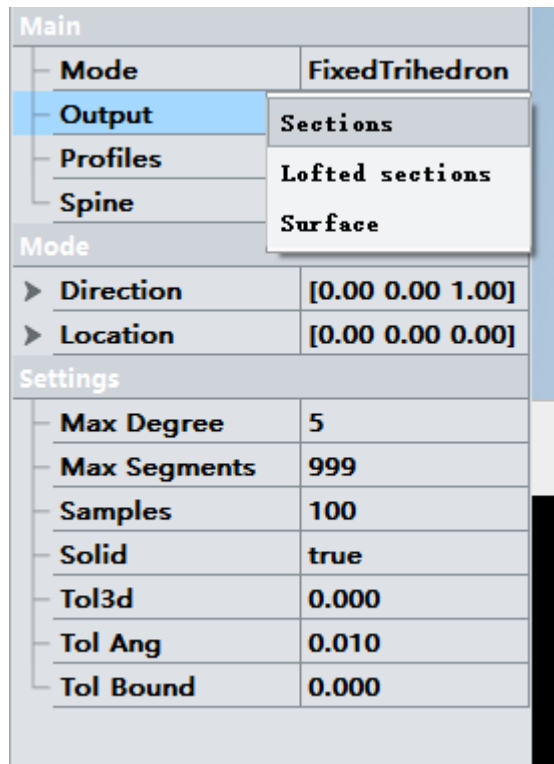 Main
Mode FixedTrihedron
Output
Sections
Profiles
Lofted sections
Spine
Surface
Mode
Direction [0.00 0.00 1.00]
Location [0.00 0.00 0.00]
Settings
Max Degree 5
Max Segments 999
Samples 100
Solid true
Tol3d 0.000
Tol Ang 0.010
Tol Bound 0.000